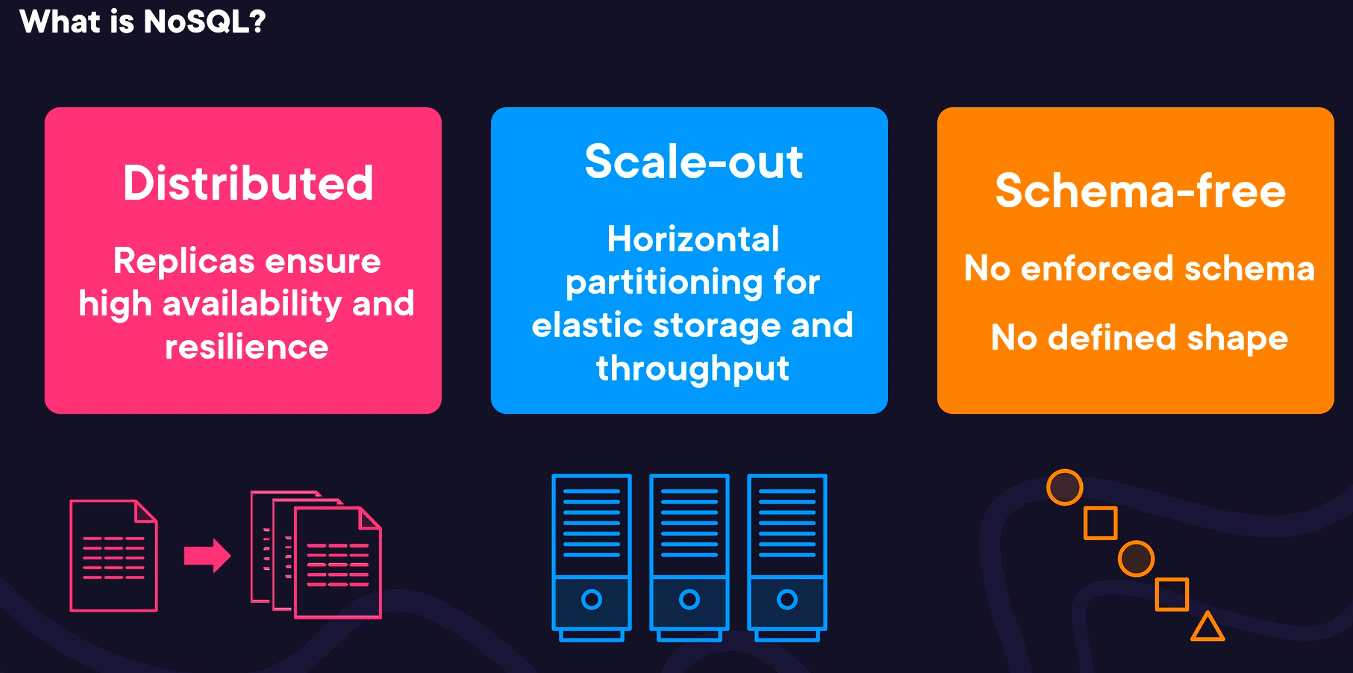 What is NoSQL?
Distributed
Replicas ensure
high availability and
resilience
Scale-out
Horizontal
partitioning for
elastic storage and
throughput
Schema-free
No enforced schema
No defined shape